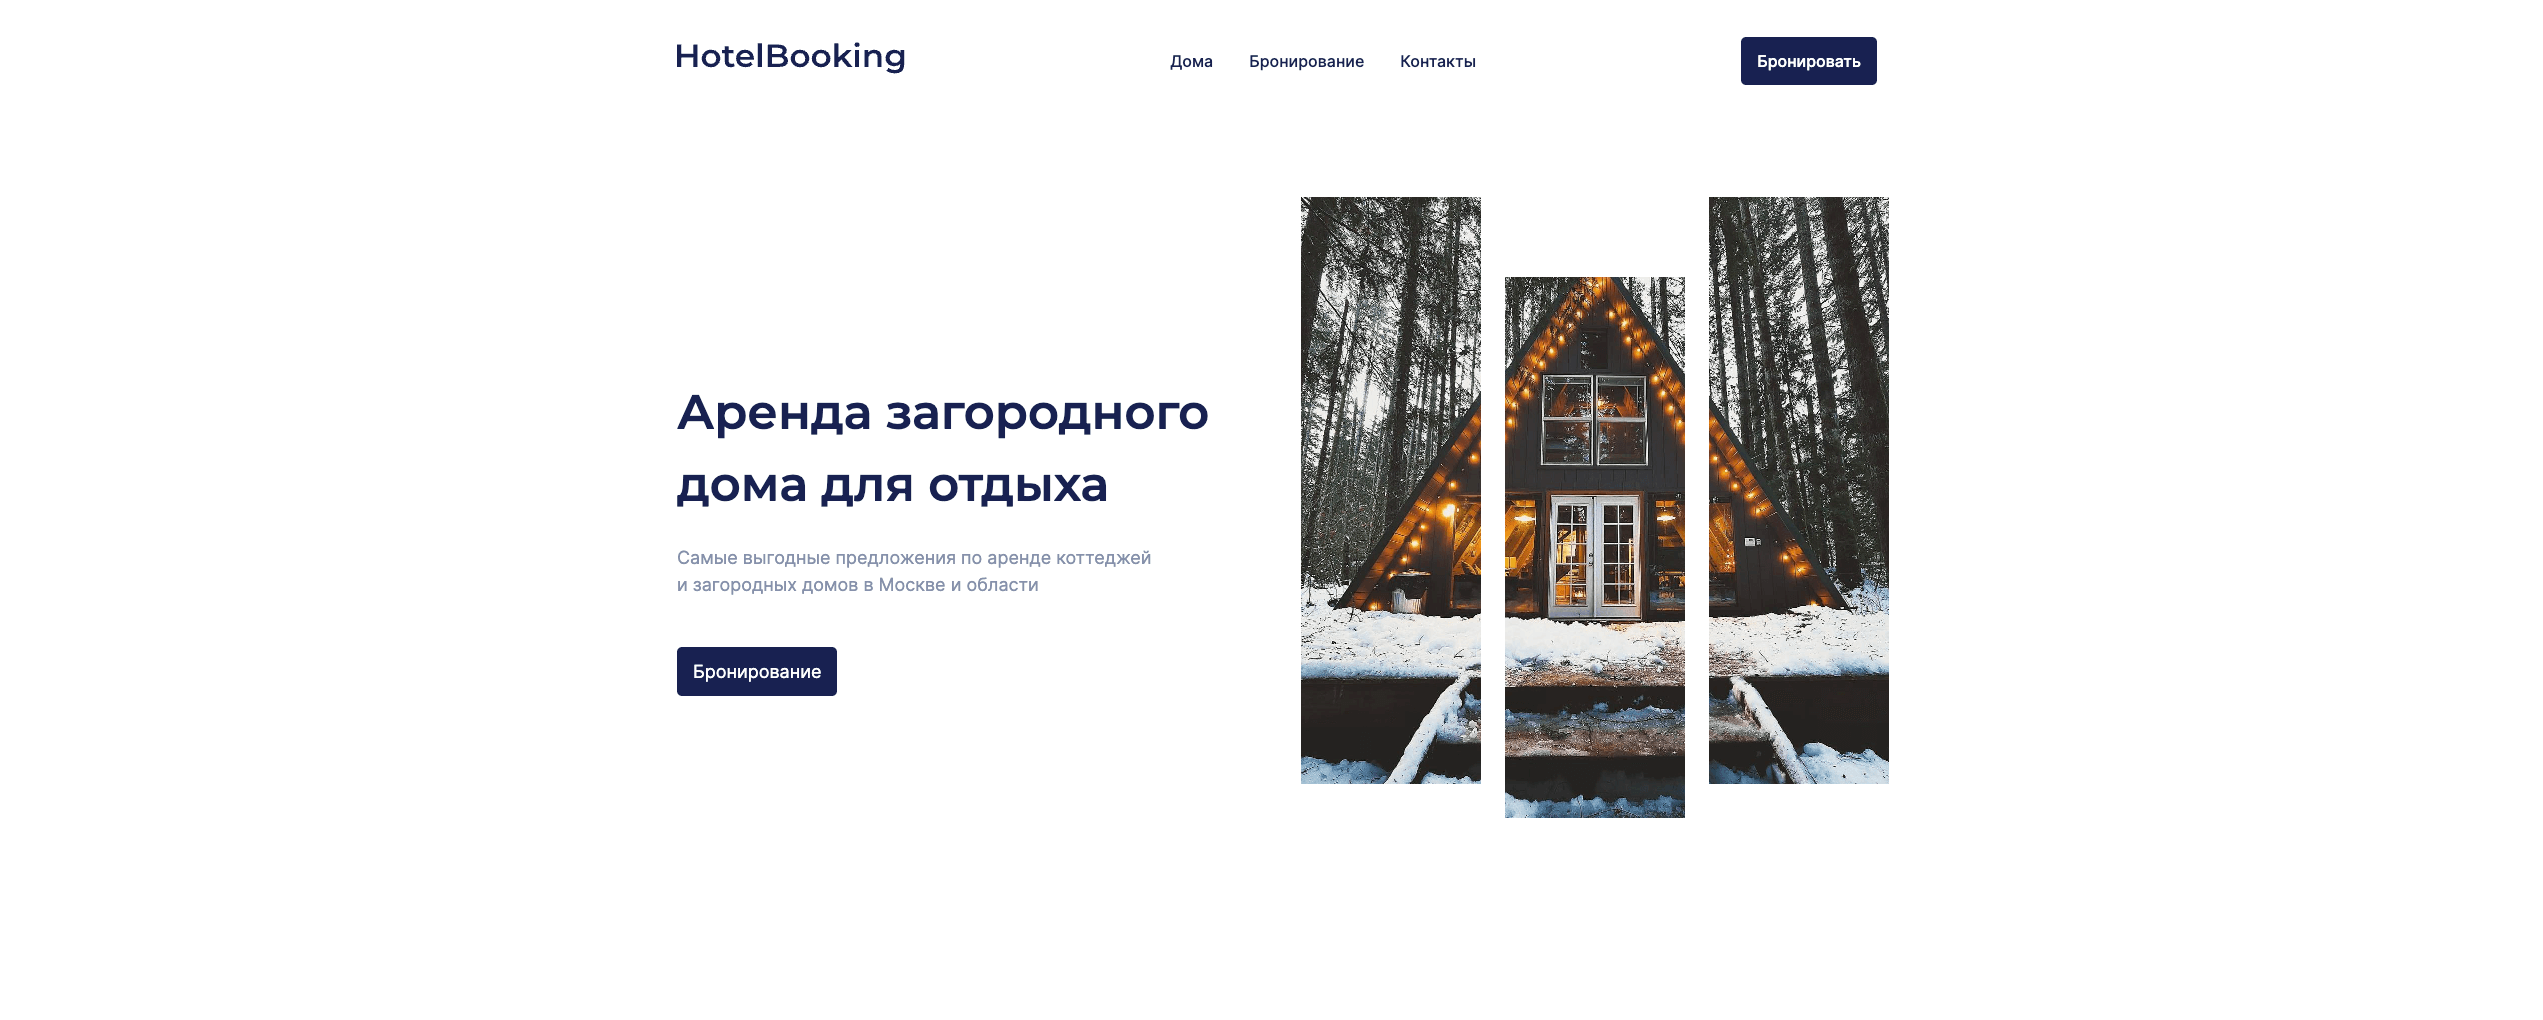 HotelBooking
Дома
Бронирование
Контакты
Бронировать
Аренда загородного
дома для отдыха
Самые выгодные предложения по аренде коттеджей
и загородных домов в Москве и области
Бронирование